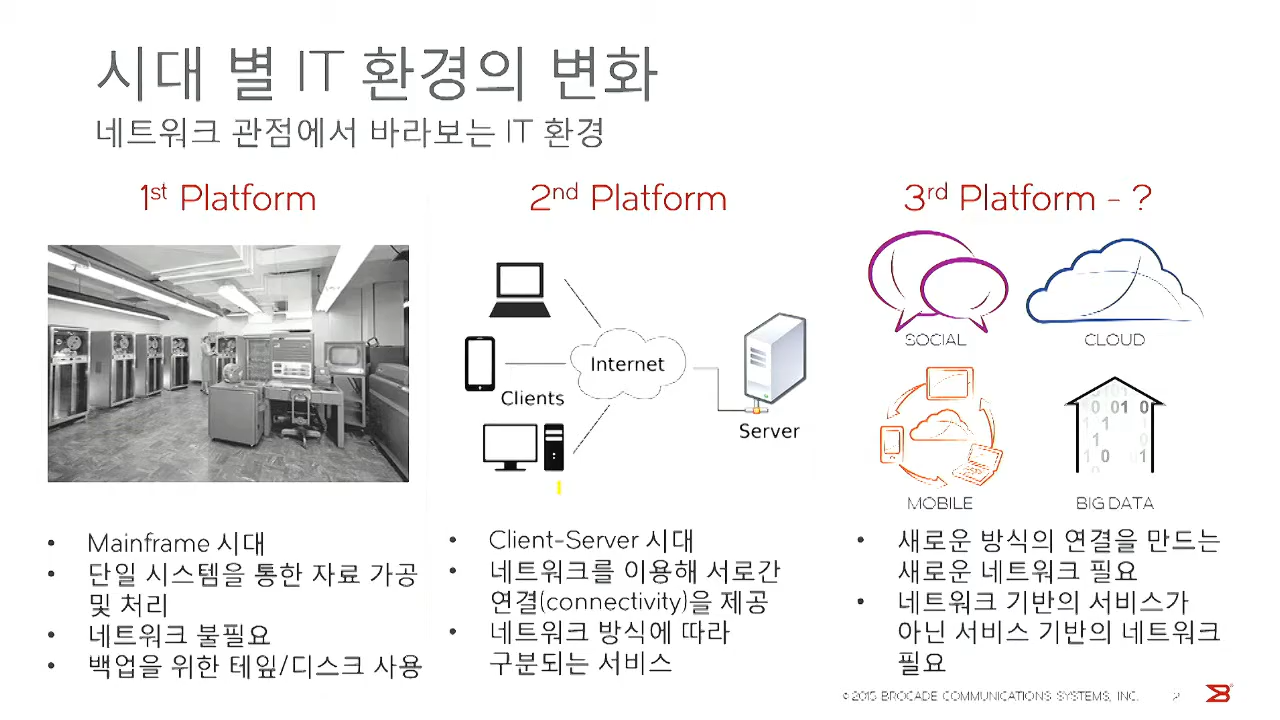 시대 별 IT 환경의 변화
네트워크 관점에서 바라보는 IT 환경
1st Platform
2nd Platform
3rd Platform - ?
Internet
Clients
Server
SOCIAL
CLOUD
MOBILE
BIG DATA
• Mainframe 시대
• 단일 시스템을 통한 자료 가공
및 처리
• 네트워크 불필요
• 백업을 위한 테잎/디스크 사용
• Client-Server 시대
• 네트워크를 이용해 서로간
연결(connectivity)을 제공
• 네트워크 방식에 따라
구분되는 서비스
• 새로운 방식의 연결을 만드는
새로운 네트워크 필요
• 네트워크 기반의 서비스가
아닌 서비스 기반의 네트워크
필요
© 2015 BROCADE COMMUNICATIONS SYSTEMS, INC. 2